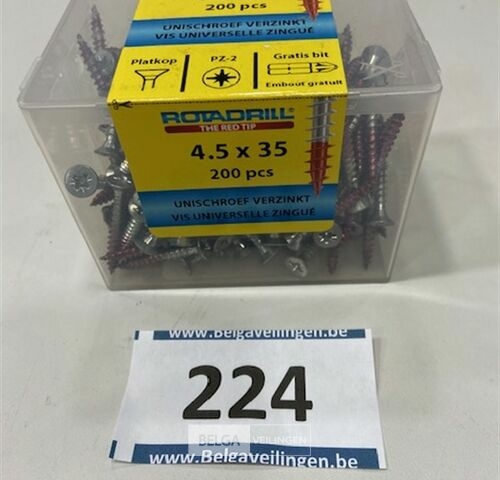 200 pcs
UNISCHROEF VERZINKT
VIS UNIVERSELLE ZINGUÉ
Platkop
PZ-2
Gratis bit
Embout gratuit
ROTADRILL
THE RED TIP
4.5 x 35
200 pcs
UNISCHROEF VERZINKT
VIS UNIVERSELLE ZINGUÉ
www.Belgaveilingen.be
224
BELGA VEILINGEN
www.Belgaveilingen.be